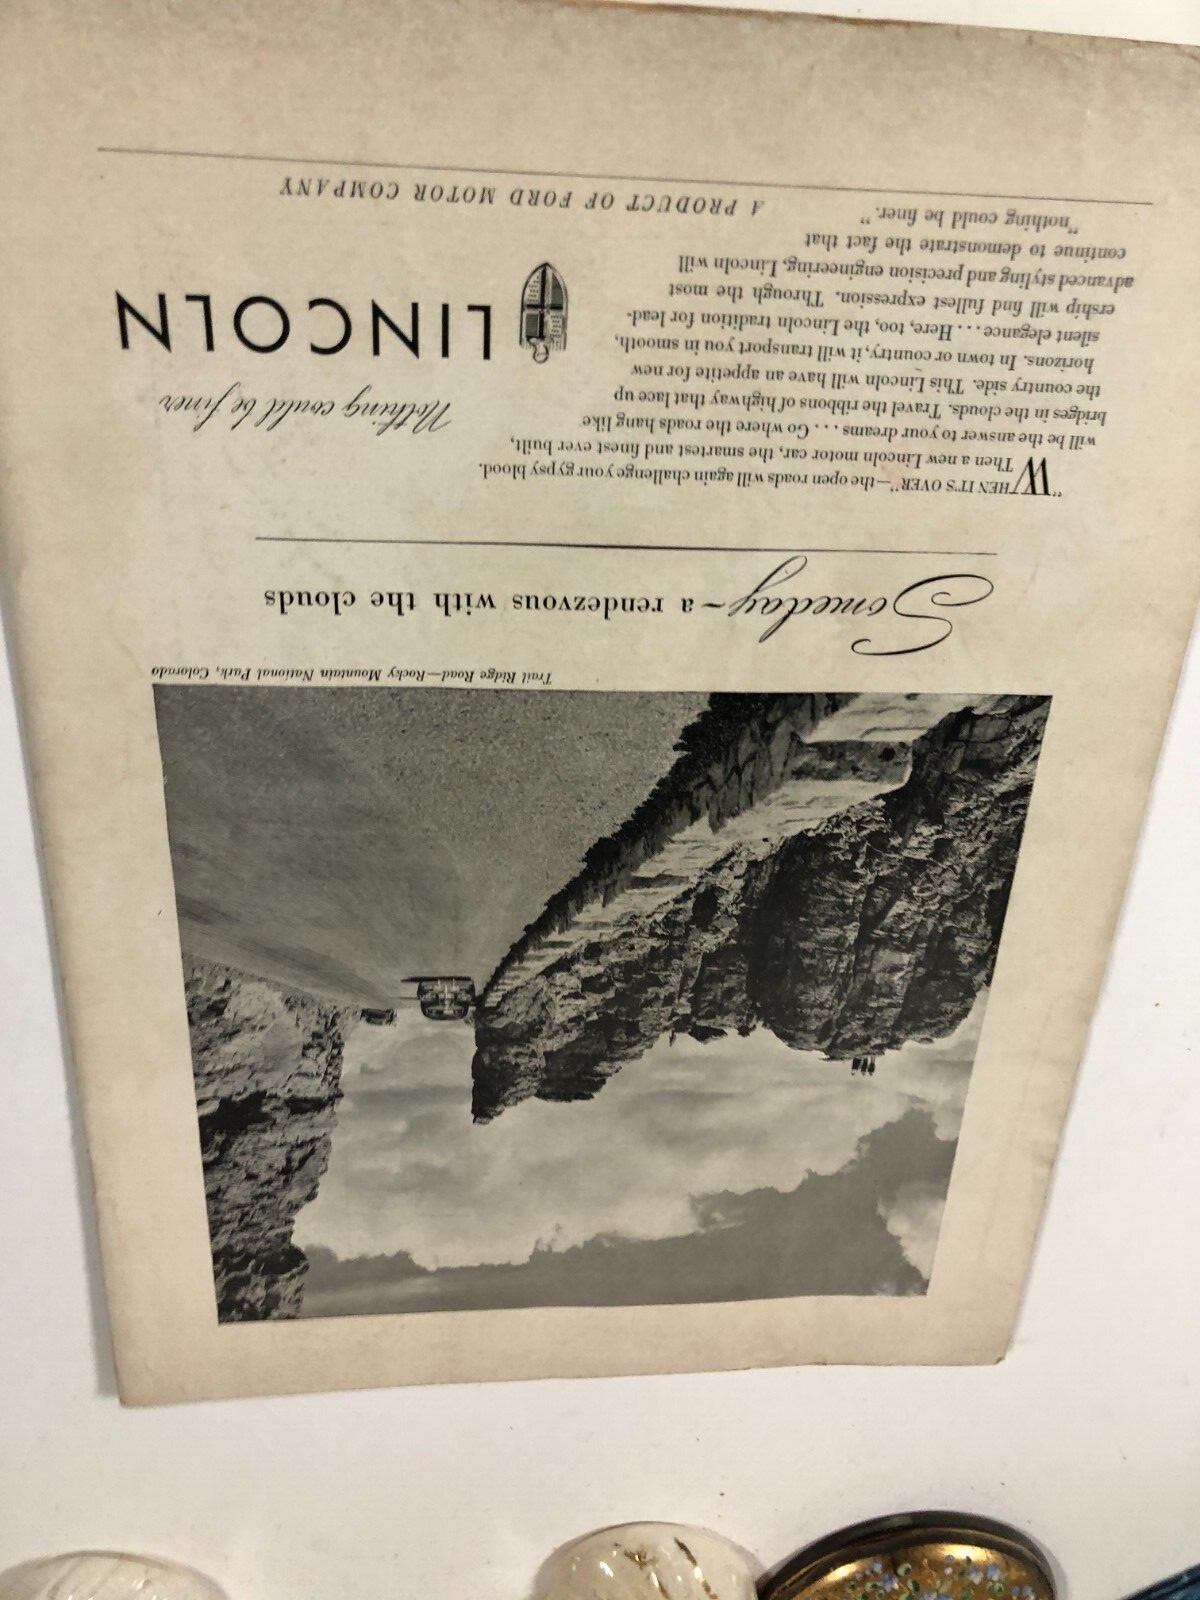 Trail Ridge Road—Rocky Mountain National Park, Colorado
Someday—a rendezvous with the clouds
"WHEN IT'S OVER"—the open roads will again challenge your gypsy blood.
Then a new Lincoln motor car, the smartest and finest ever built,
will be the answer to your dreams . . . . Go where the roads hang like
bridges in the clouds. Travel the ribbons of highway that lace up
the country side. This Lincoln will have an appetite for new
horizons. In town or country, it will transport you in smooth,
silent elegance . . . . Here, too, the Lincoln tradition for lead-
ership will find fullest expression. Through the most
advanced styling and precision engineering, Lincoln will
continue to demonstrate the fact that
"nothing could be finer."
Nothing could be finer
LINCOLN
A PRODUCT OF FORD MOTOR COMPANY